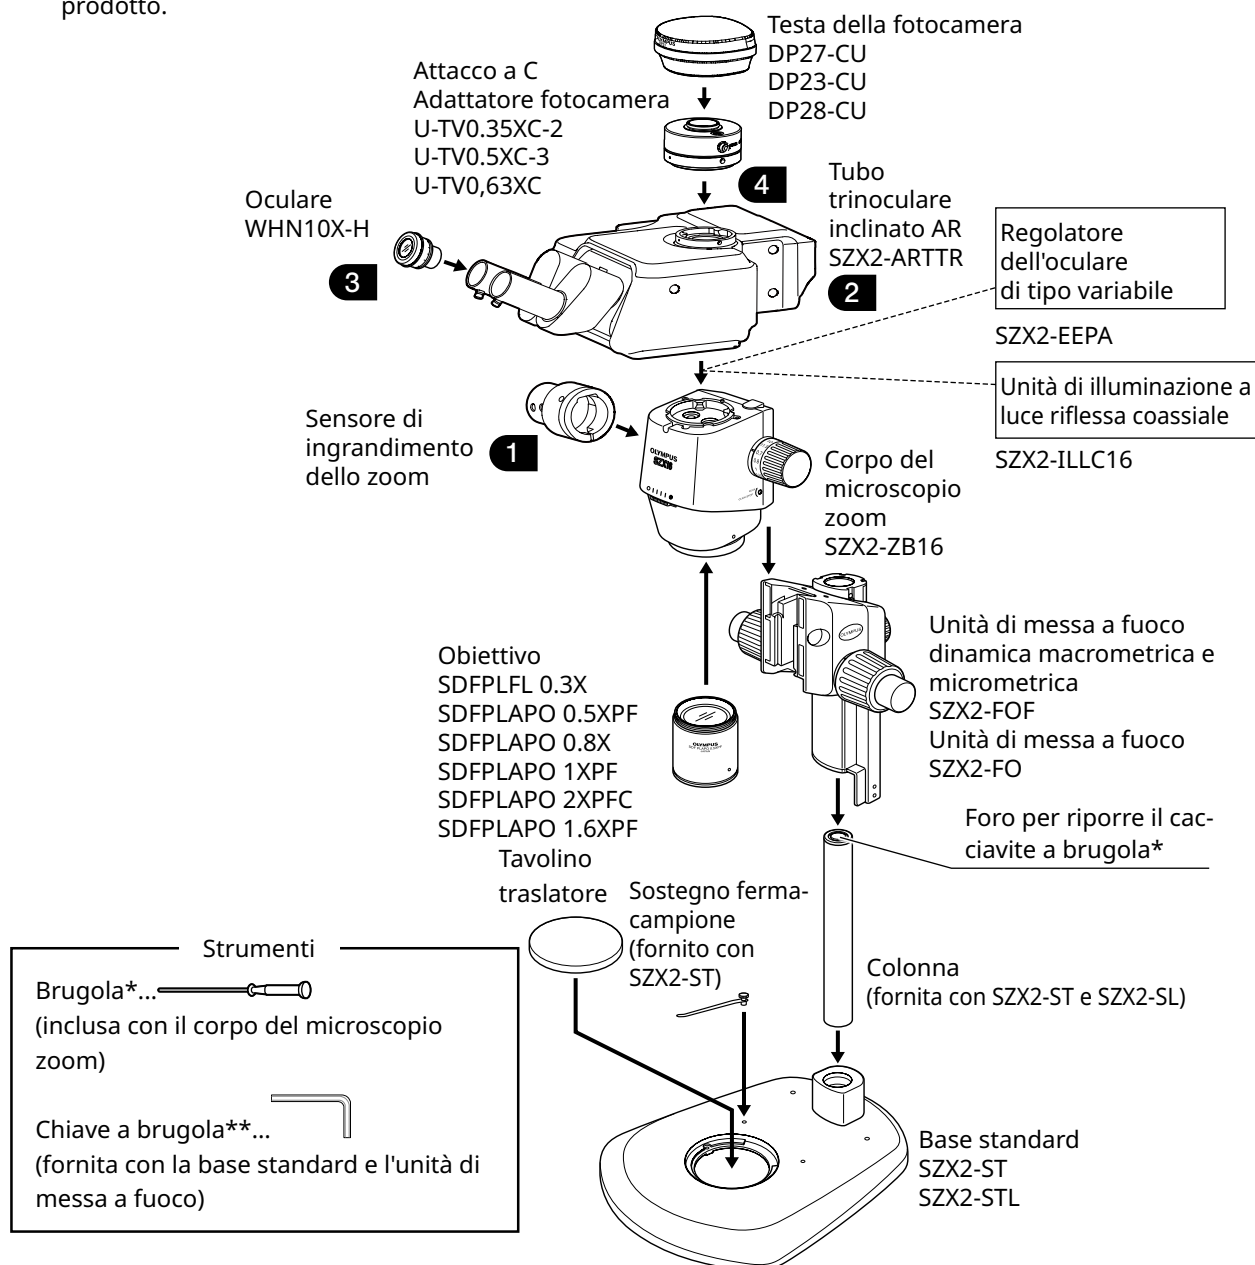 prodotto.
Testa della fotocamera
DP27-CU
DP23-CU
DP28-CU
Attacco a C
Adattatore fotocamera
U-TV0.35XC-2
U-TV0.5XC-3
U-TV0,63XC
4
Tubo
trinoculare
inclinato AR
SZX2-ARTTR
2
Oculare
WHN10X-H
3
Regolatore
dell'oculare
di tipo variabile
SZX2-EEPA
Unità di illuminazione a
luce riflessa coassiale
SZX2-ILLC16
Sensore di
ingrandimento
dello zoom
1
OLYMPUS
SZX16
Corpo del
microscopio
zoom
SZX2-ZB16
OLYMPUS
Unità di messa a fuoco
dinamica macrometrica e
micrometrica
SZX2-FOF
Unità di messa a fuoco
SZX2-FO
Obiettivo
SDFPLFL 0.3X
SDFPLAPO 0.5XPF
SDFPLAPO 0.8X
SDFPLAPO 1XPF
SDFPLAPO 2XPFC
SDFPLAPO 1.6XPF
OLYMPUS
Foro per riporre il cac-
ciavite a brugola*
Tavolino
traslatore
Sostegno ferma-
campione
(fornito con
SZX2-ST)
Colonna
(fornita con SZX2-ST e SZX2-SL)
Strumenti
Brugola*...
(inclusa con il corpo del microscopio
zoom)
Chiave a brugola**...
(fornita con la base standard e l'unità di
messa a fuoco)
Base standard
SZX2-ST
SZX2-STL